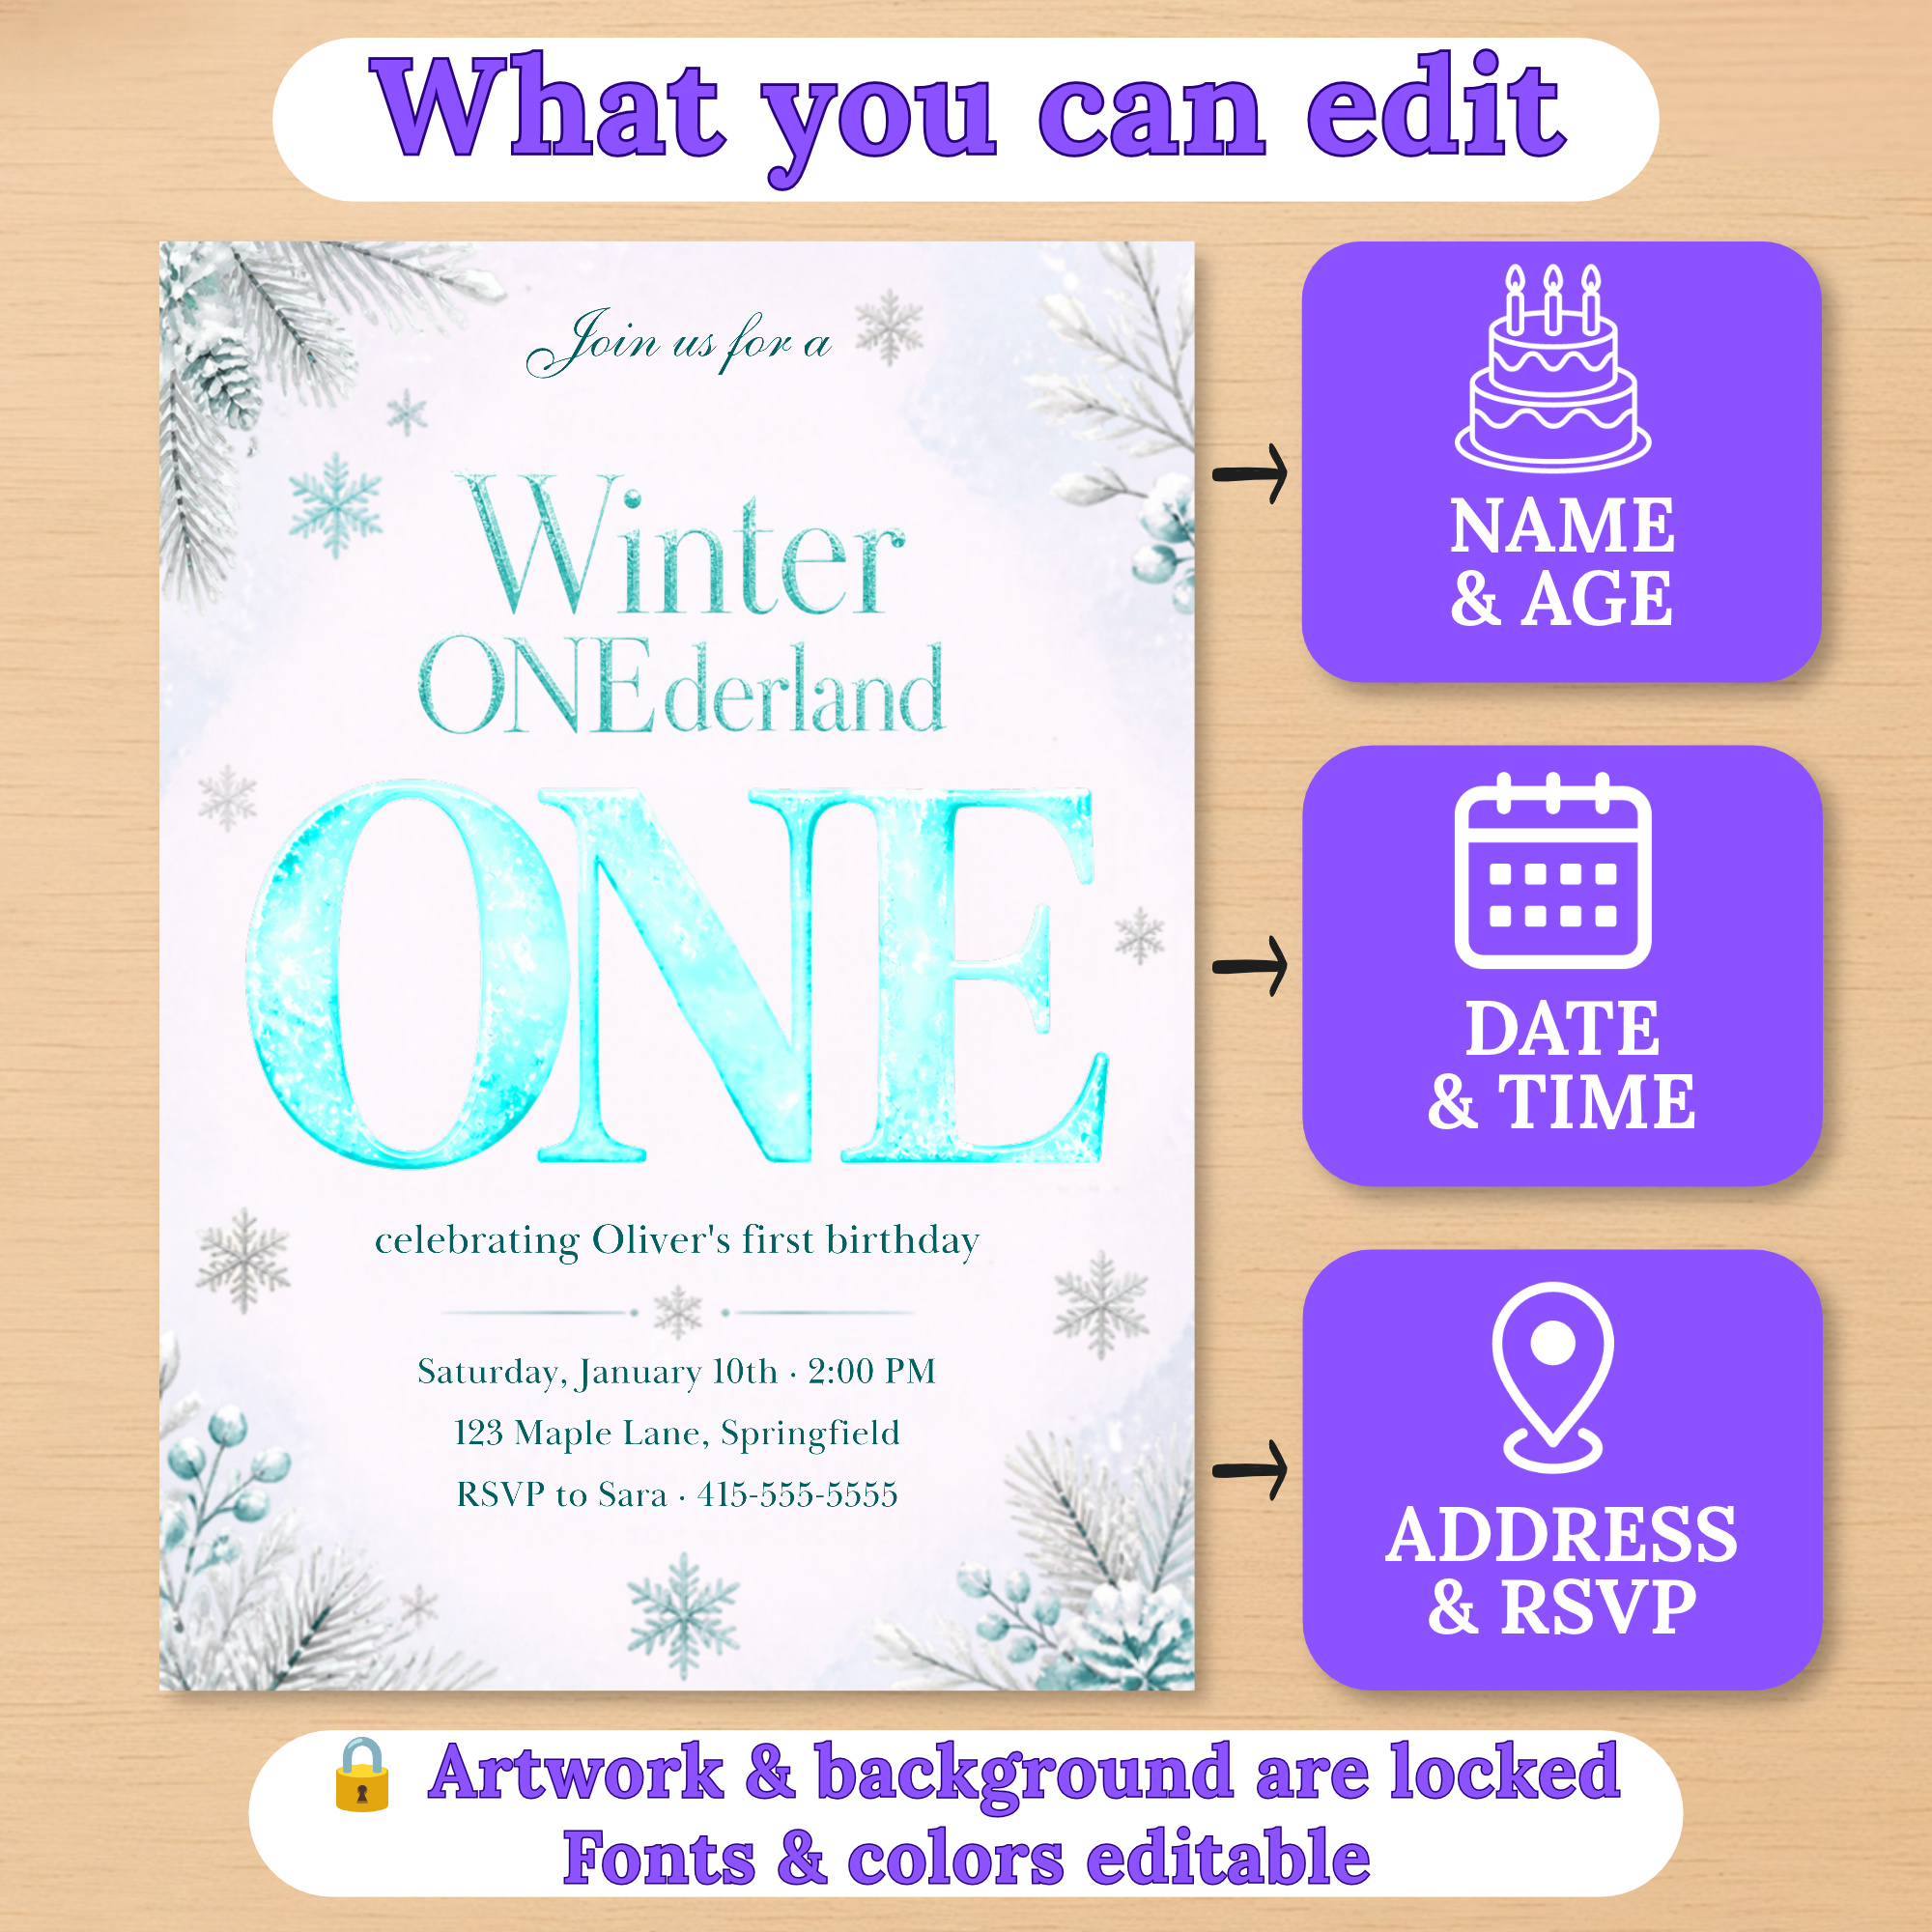 What you can edit
Join us for a
Winter
ONEderland
ONE
celebrating Oliver's first birthday
Saturday, January 10th · 2:00 PM
123 Maple Lane, Springfield
RSVP to Sara · 415-555-5555
NAME
& AGE
DATE
& TIME
ADDRESS
& RSVP
🔒 Artwork & background are locked
Fonts & colors editable